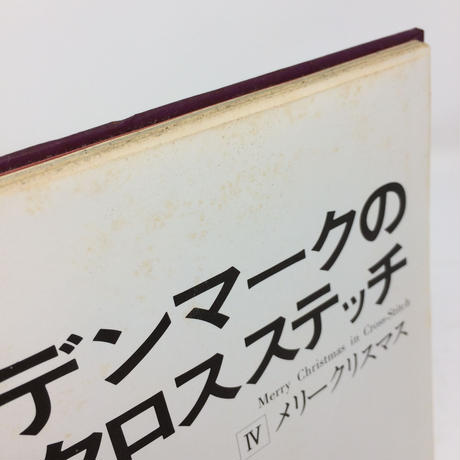 デンマークの
クロスステッチ
Merry Christmas in Cross-Stitch
IV メリークリスマス